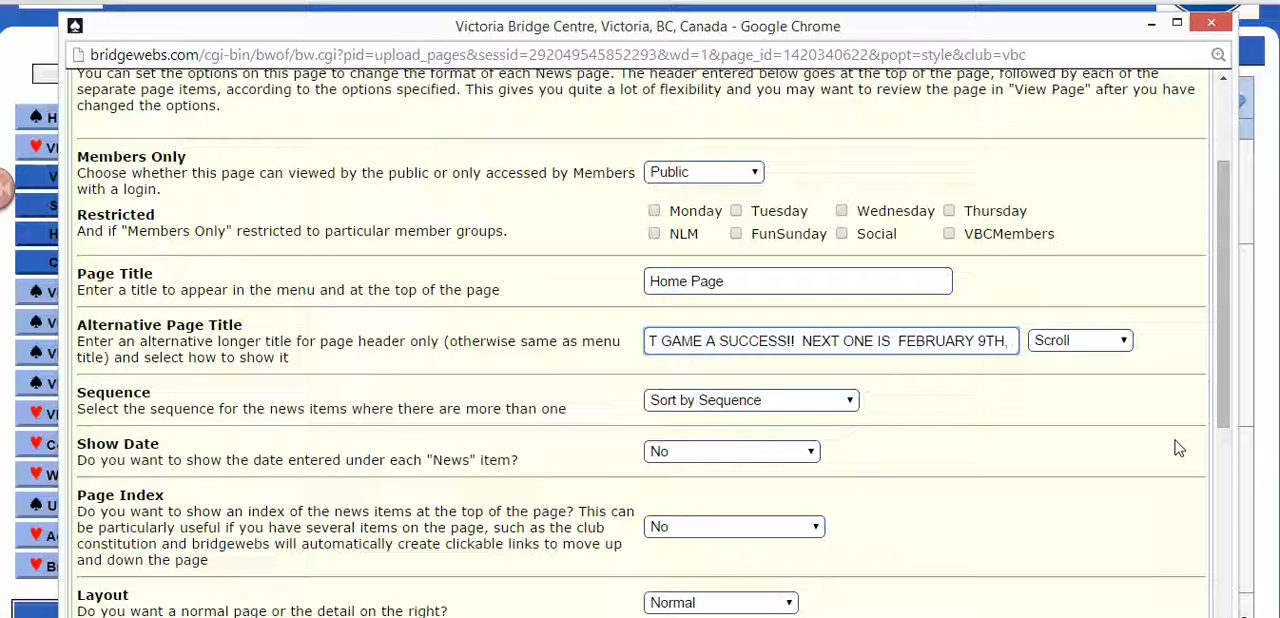 Victoria Bridge Centre, Victoria, BC, Canada - Google Chrome
bridgewebs.com/cgi-bin/bwof/bw.cgi?pid=upload_pages&sessid=292049545852293&wd=1&page_id=1420340622&popt=style&club=vbc
You can set the options on this page to change the format of each News page. The header entered below goes at the top of the page, followed by each of the
separate page items, according to the options specified. This gives you quite a lot of flexibility and you may want to review the page in "View Page" after you have
changed the options.
Members Only
Choose whether this page can viewed by the public or only accessed by Members
with a login.
Public
Restricted
And if "Members Only" restricted to particular member groups.
Monday Tuesday Wednesday Thursday
NLM FunSunday Social VBCMembers
Page Title
Enter a title to appear in the menu and at the top of the page
Home Page
Alternative Page Title
Enter an alternative longer title for page header only (otherwise same as menu
title) and select how to show it
T GAME A SUCCESS!! NEXT ONE IS FEBRUARY 9TH,
Scroll
Sequence
Select the sequence for the news items where there are more than one
Sort by Sequence
Show Date
Do you want to show the date entered under each "News" item?
No
Page Index
Do you want to show an index of the news items at the top of the page? This can
be particularly useful if you have several items on the page, such as the club
constitution and bridgewebs will automatically create clickable links to move up
and down the page
No
Layout
Do you want a normal page or the detail on the right?
Normal